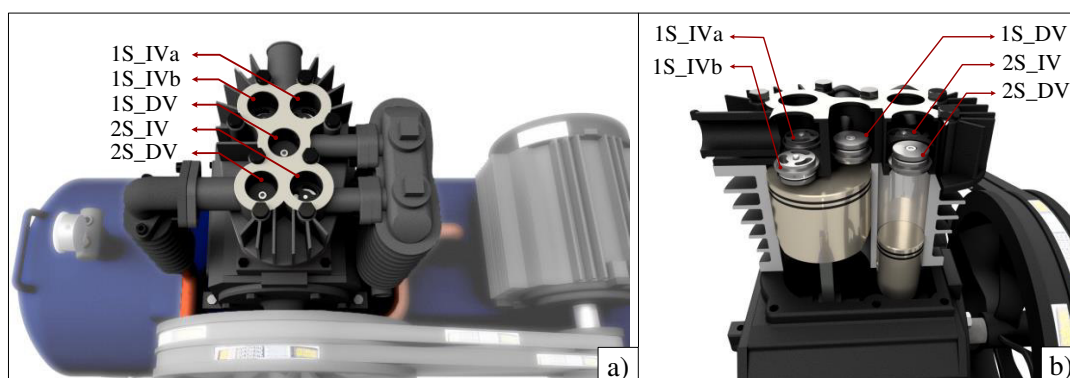 1S_IVa
1S_IVb
1S_DV
2S_IV
2S_DV
a)
1S_IVa
1S_IVb
1S_DV
2S_IV
2S_DV
b)